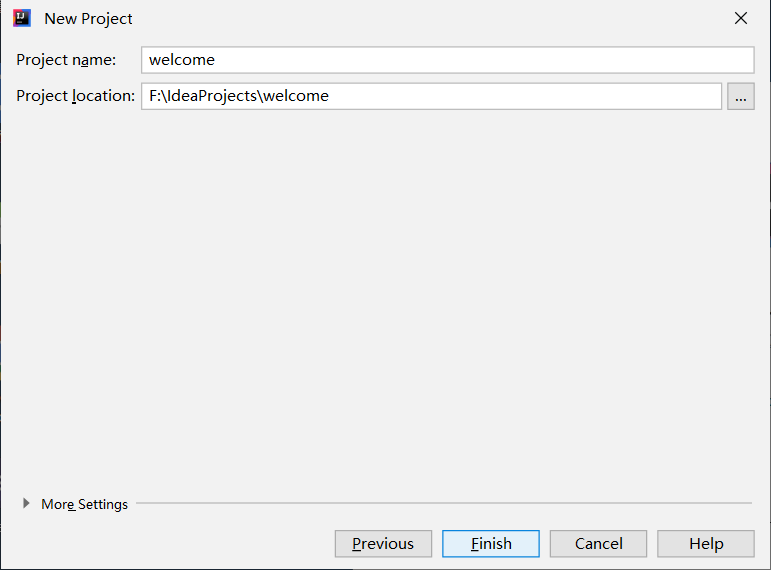 New Project
Project name: welcome
Project location: F:\IdeaProjects\welcome ...
More Settings
Previous Finish Cancel Help